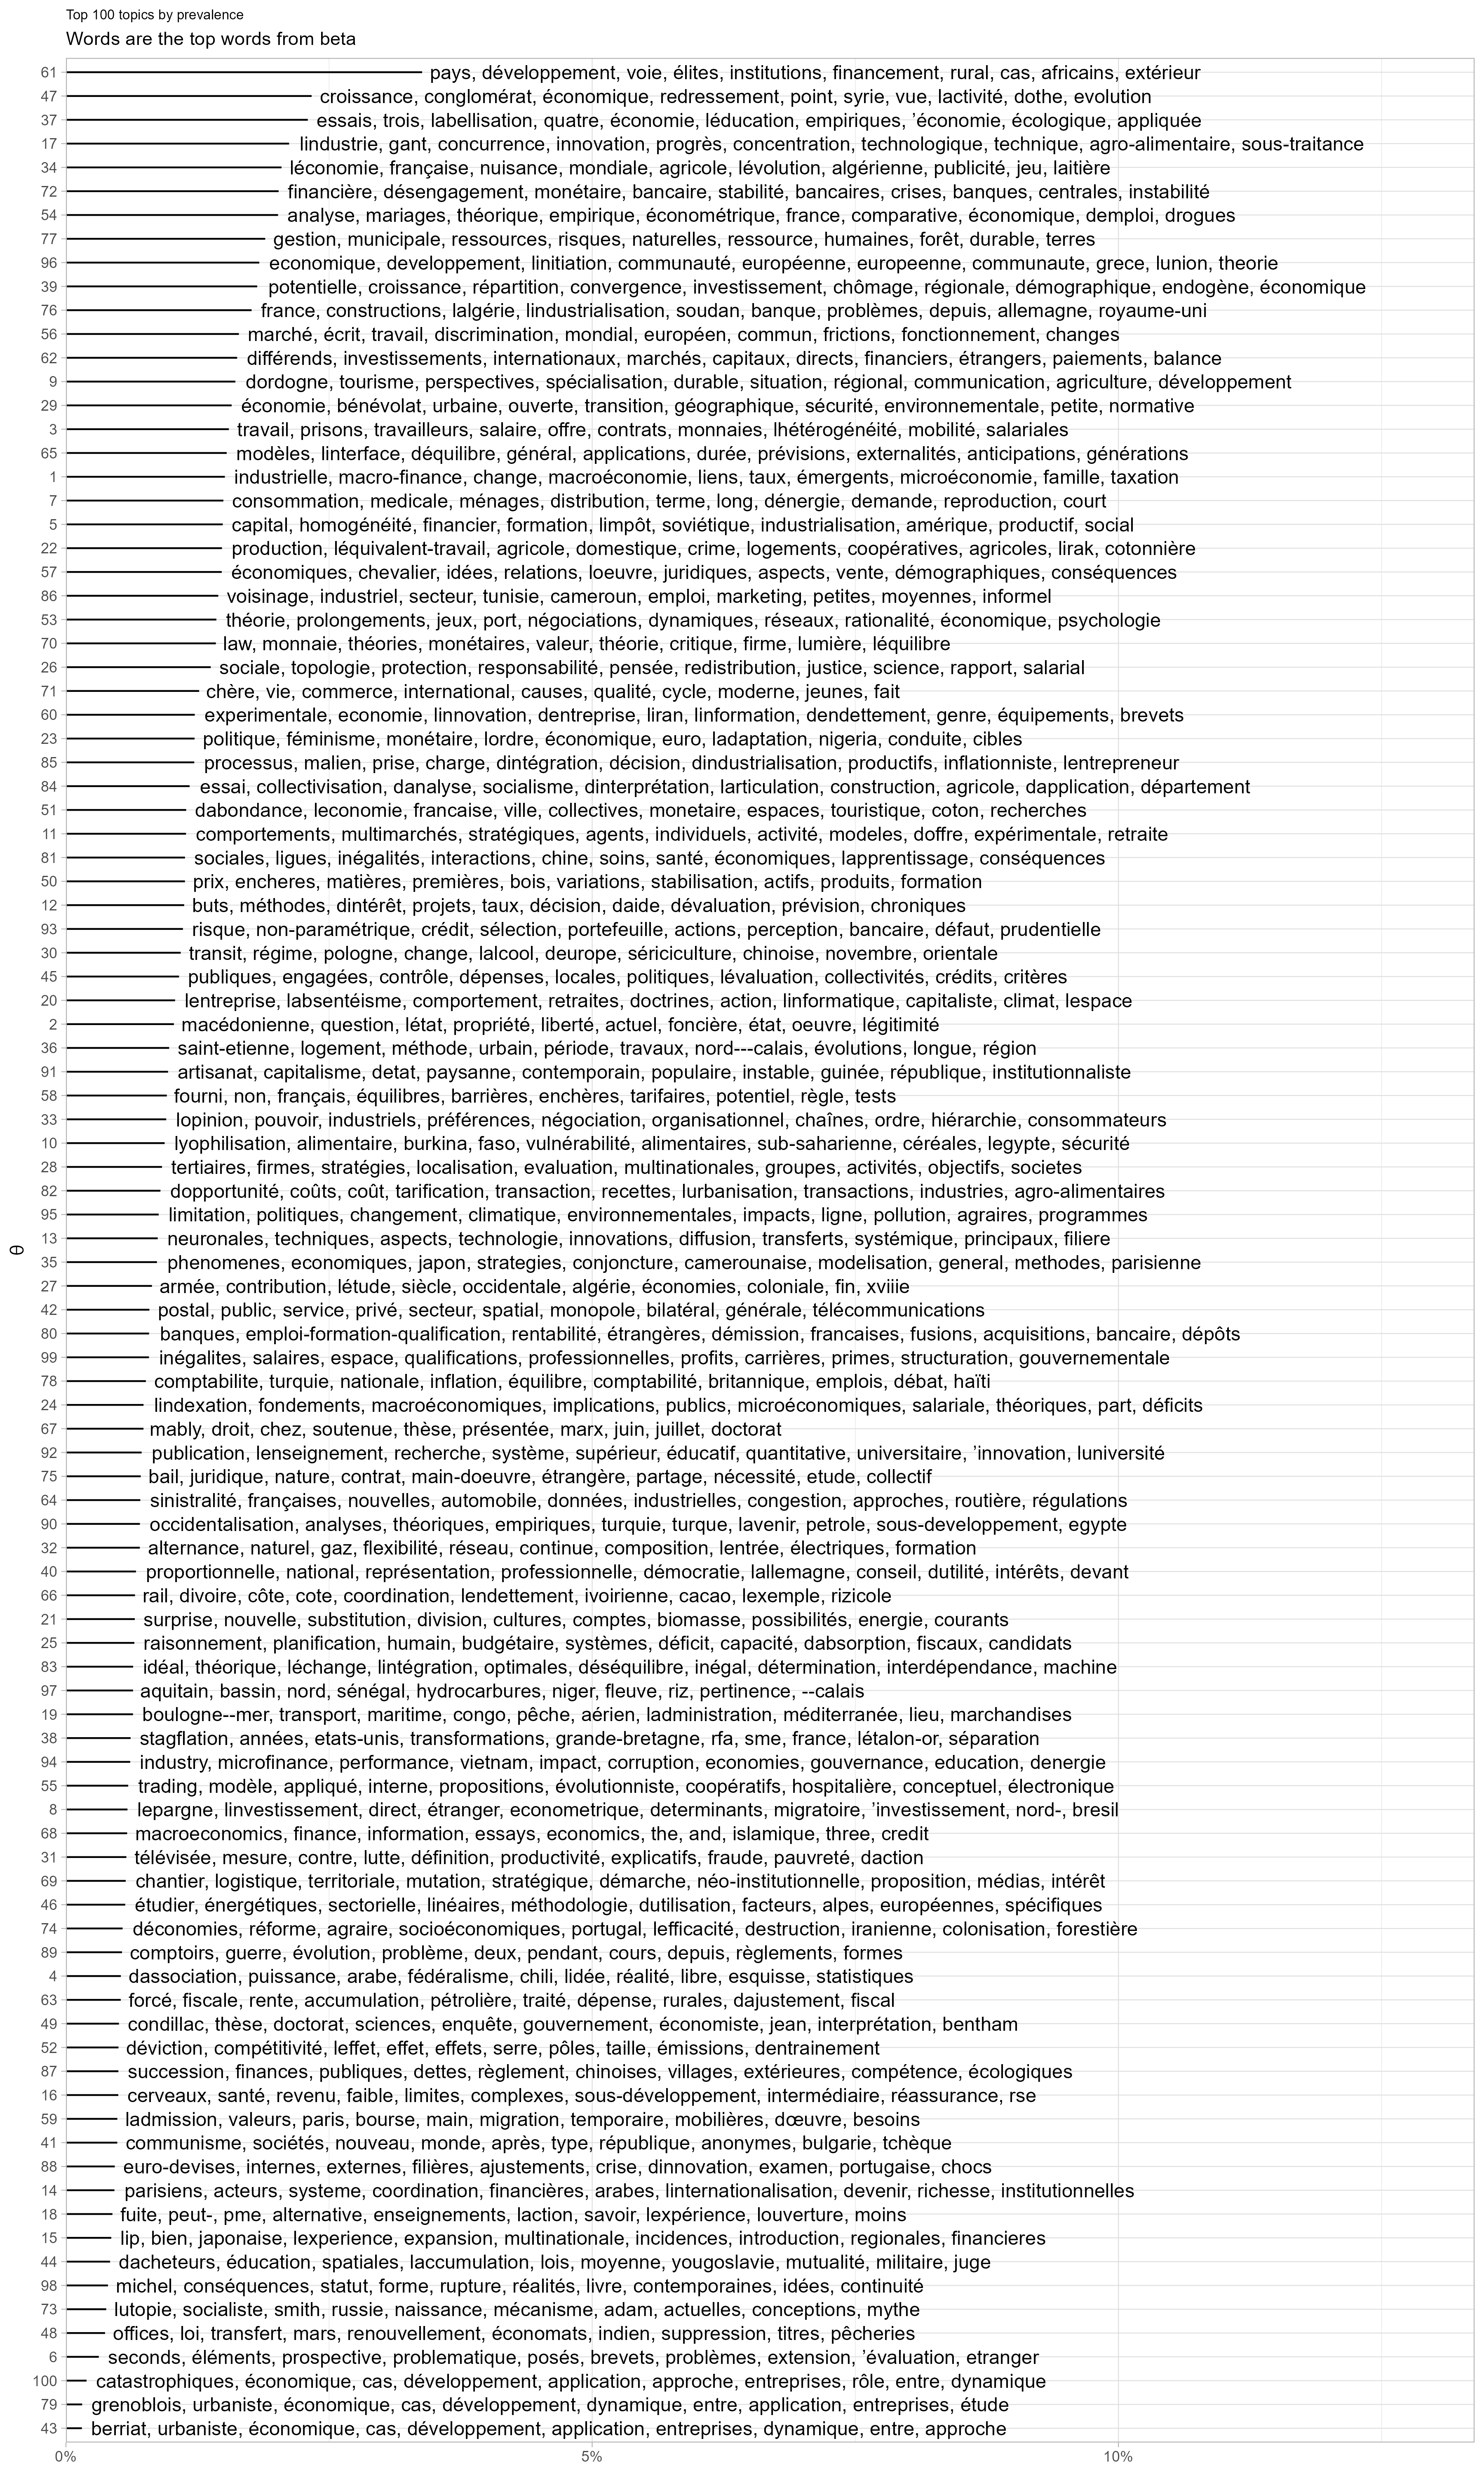 Top 100 topics by prevalence
Words are the top words from beta
61 pays, développement, voie, élites, institutions, financement, rural, cas, africains, extérieur
47 croissance, conglomérat, économique, redressement, point, syrie, vue, lactivité, dothe, evolution
37 essais, trois, labellisation, quatre, économie, léducation, empiriques, ’économie, écologique, appliquée
17 lindustrie, gant, concurrence, innovation, progrès, concentration, technologique, technique, agro-alimentaire, sous-traitance
34 léconomie, française, nuisance, mondiale, agricole, lévolution, algérienne, publicité, jeu, laitière
72 financière, désengagement, monétaire, bancaire, stabilité, bancaires, crises, banques, centrales, instabilité
54 analyse, mariages, théorique, empirique, économétrique, france, comparative, économique, demploi, drogues
77 gestion, municipale, ressources, risques, naturelles, ressource, humaines, forêt, durable, terres
96 economique, developpement, linitiation, communauté, européenne, europeenne, communaute, grece, lunion, theorie
39 potentielle, croissance, répartition, convergence, investissement, chômage, régionale, démographique, endogène, économique
76 france, constructions, lalgérie, lindustrialisation, soudan, banque, problèmes, depuis, allemagne, royaume-uni
56 marché, écrit, travail, discrimination, mondial, européen, commun, frictions, fonctionnement, changes
62 différends, investissements, internationaux, marchés, capitaux, directs, financiers, étrangers, paiements, balance
9 dordogne, tourisme, perspectives, spécialisation, durable, situation, régional, communication, agriculture, développement
29 économie, bénévolat, urbaine, ouverte, transition, géographique, sécurité, environnementale, petite, normative
3 travail, prisons, travailleurs, salaire, offre, contrats, monnaies, lhétérogénéité, mobilité, salariales
65 modèles, linterface, déquilibre, général, applications, durée, prévisions, externalités, anticipations, générations
1 industrielle, macro-finance, change, macroéconomie, liens, taux, émergents, microéconomie, famille, taxation
7 consommation, medicale, ménages, distribution, terme, long, dénergie, demande, reproduction, court
5 capital, homogénéité, financier, formation, limpôt, soviétique, industrialisation, amérique, productif, social
22 production, léquivalent-travail, agricole, domestique, crime, logements, coopératives, agricoles, lirak, cotonnière
57 économiques, chevalier, idées, relations, loeuvre, juridiques, aspects, vente, démographiques, conséquences
86 voisinage, industriel, secteur, tunisie, cameroun, emploi, marketing, petites, moyennes, informel
53 théorie, prolongements, jeux, port, négociations, dynamiques, réseaux, rationalité, économique, psychologie
70 law, monnaie, théories, monétaires, valeur, théorie, critique, firme, lumière, léquilibre
26 sociale, topologie, protection, responsabilité, pensée, redistribution, justice, science, rapport, salarial
71 chère, vie, commerce, international, causes, qualité, cycle, moderne, jeunes, fait
60 experimentale, economie, linnovation, dentreprise, liran, linformation, dendettement, genre, équipements, brevets
23 politique, féminisme, monétaire, lordre, économique, euro, ladaptation, nigeria, conduite, cibles
85 processus, malien, prise, charge, dintégration, décision, dindustrialisation, productifs, inflationniste, lentrepreneur
84 essai, collectivisation, danalyse, socialisme, dinterprétation, larticulation, construction, agricole, dapplication, département
51 dabondance, leconomie, francaise, ville, collectives, monetaire, espaces, touristique, coton, recherches
11 comportements, multimarchés, stratégiques, agents, individuels, activité, modeles, doffre, expérimentale, retraite
81 sociales, ligues, inégalités, interactions, chine, soins, santé, économiques, lapprentissage, conséquences
50 prix, encheres, matières, premières, bois, variations, stabilisation, actifs, produits, formation
12 buts, méthodes, dintérêt, projets, taux, décision, daide, dévaluation, prévision, chroniques
93 risque, non-paramétrique, crédit, sélection, portefeuille, actions, perception, bancaire, défaut, prudentielle
30 transit, régime, pologne, change, lalcool, deurope, sériciculture, chinoise, novembre, orientale
45 publiques, engagées, contrôle, dépenses, locales, politiques, lévaluation, collectivités, crédits, critères
20 lentreprise, labsentéisme, comportement, retraites, doctrines, action, linformatique, capitaliste, climat, lespace
2 macédonienne, question, létat, propriété, liberté, actuel, foncière, état, oeuvre, légitimité
36 saint-etienne, logement, méthode, urbain, période, travaux, nord---calais, évolutions, longue, région
91 artisanat, capitalisme, detat, paysanne, contemporain, populaire, instable, guinée, république, institutionnaliste
58 fourni, non, français, équilibres, barrières, enchères, tarifaires, potentiel, règle, tests
33 lopinion, pouvoir, industriels, préférences, négociation, organisationnel, chaînes, ordre, hiérarchie, consommateurs
10 lyophilisation, alimentaire, burkina, faso, vulnérabilité, alimentaires, sub-saharienne, céréales, legypte, sécurité
28 tertiaires, firmes, stratégies, localisation, evaluation, multinationales, groupes, activités, objectifs, societes
82 dopportunité, coûts, coût, tarification, transaction, recettes, lurbanisation, transactions, industries, agro-alimentaires
95 limitation, politiques, changement, climatique, environnementales, impacts, ligne, pollution, agraires, programmes
13 neuronales, techniques, aspects, technologie, innovations, diffusion, transferts, systémique, principaux, filiere
θ
35 phenomenes, economiques, japon, strategies, conjoncture, camerounaise, modelisation, general, methodes, parisienne
27 armée, contribution, létude, siècle, occidentale, algérie, économies, coloniale, fin, xviiie
42 postal, public, service, privé, secteur, spatial, monopole, bilatéral, générale, télécommunications
80 banques, emploi-formation-qualification, rentabilité, étrangères, démission, francaises, fusions, acquisitions, bancaire, dépôts
99 inégalites, salaires, espace, qualifications, professionnelles, profits, carrières, primes, structuration, gouvernementale
78 comptabilite, turquie, nationale, inflation, équilibre, comptabilité, britannique, emplois, débat, haïti
24 lindexation, fondements, macroéconomiques, implications, publics, microéconomiques, salariale, théoriques, part, déficits
67 mably, droit, chez, soutenue, thèse, présentée, marx, juin, juillet, doctorat
92 publication, lenseignement, recherche, système, supérieur, éducatif, quantitative, universitaire, ’innovation, luniversité
75 bail, juridique, nature, contrat, main-doeuvre, étrangère, partage, nécessité, etude, collectif
64 sinistralité, françaises, nouvelles, automobile, données, industrielles, congestion, approches, routière, régulations
90 occidentalisation, analyses, théoriques, empiriques, turquie, turque, lavenir, petrole, sous-developpement, egypte
32 alternance, naturel, gaz, flexibilité, réseau, continue, composition, lentrée, électriques, formation
40 proportionnelle, national, représentation, professionnelle, démocratie, lallemagne, conseil, dutilité, intérêts, devant
66 rail, divoire, côte, cote, coordination, lendettement, ivoirienne, cacao, lexemple, rizicole
21 surprise, nouvelle, substitution, division, cultures, comptes, biomasse, possibilités, energie, courants
25 raisonnement, planification, humain, budgétaire, systèmes, déficit, capacité, dabsorption, fiscaux, candidats
83 idéal, théorique, léchange, lintégration, optimales, déséquilibre, inégal, détermination, interdépendance, machine
97 aquitain, bassin, nord, sénégal, hydrocarbures, niger, fleuve, riz, pertinence, --calais
19 boulogne--mer, transport, maritime, congo, pêche, aérien, ladministration, méditerranée, lieu, marchandises
38 stagflation, années, etats-unis, transformations, grande-bretagne, rfa, sme, france, létalon-or, séparation
94 industry, microfinance, performance, vietnam, impact, corruption, economies, gouvernance, education, denergie
55 trading, modèle, appliqué, interne, propositions, évolutionniste, coopératifs, hospitalière, conceptuel, électronique
8 lepargne, linvestissement, direct, étranger, econometrique, determinants, migratoire, ’investissement, nord-, bresil
68 macroeconomics, finance, information, essays, economics, the, and, islamique, three, credit
31 télévisée, mesure, contre, lutte, définition, productivité, explicatifs, fraude, pauvreté, daction
69 chantier, logistique, territoriale, mutation, stratégique, démarche, néo-institutionnelle, proposition, médias, intérêt
46 étudier, énergétiques, sectorielle, linéaires, méthodologie, dutilisation, facteurs, alpes, européennes, spécifiques
74 déconomies, réforme, agraire, socioéconomiques, portugal, lefficacité, destruction, iranienne, colonisation, forestière
89 comptoirs, guerre, évolution, problème, deux, pendant, cours, depuis, règlements, formes
4 dassociation, puissance, arabe, fédéralisme, chili, lidée, réalité, libre, esquisse, statistiques
63 forcé, fiscale, rente, accumulation, pétrolière, traité, dépense, rurales, dajustement, fiscal
49 condillac, thèse, doctorat, sciences, enquête, gouvernement, économiste, jean, interprétation, bentham
52 déviction, compétitivité, leffet, effet, effets, serre, pôles, taille, émissions, dentrainement
87 succession, finances, publiques, dettes, règlement, chinoises, villages, extérieures, compétence, écologiques
16 cerveaux, santé, revenu, faible, limites, complexes, sous-développement, intermédiaire, réassurance, rse
59 ladmission, valeurs, paris, bourse, main, migration, temporaire, mobilières, dœuvre, besoins
41 communisme, sociétés, nouveau, monde, après, type, république, anonymes, bulgarie, tchèque
88 euro-devises, internes, externes, filières, ajustements, crise, dinnovation, examen, portugaise, chocs
14 parisiens, acteurs, systeme, coordination, financières, arabes, linternationalisation, devenir, richesse, institutionnelles
18 fuite, peut-, pme, alternative, enseignements, laction, savoir, lexpérience, louverture, moins
15 lip, bien, japonaise, lexperience, expansion, multinationale, incidences, introduction, regionales, financieres
44 dacheteurs, éducation, spatiales, laccumulation, lois, moyenne, yougoslavie, mutualité, militaire, juge
98 michel, conséquences, statut, forme, rupture, réalités, livre, contemporaines, idées, continuité
73 lutopie, socialiste, smith, russie, naissance, mécanisme, adam, actuelles, conceptions, mythe
48 offices, loi, transfert, mars, renouvellement, économats, indien, suppression, titres, pêcheries
6 seconds, éléments, prospective, problematique, posés, brevets, problèmes, extension, ’évaluation, etranger
100 catastrophiques, économique, cas, développement, application, approche, entreprises, rôle, entre, dynamique
79 grenoblois, urbaniste, économique, cas, développement, dynamique, entre, application, entreprises, étude
43 berriat, urbaniste, économique, cas, développement, application, entreprises, dynamique, entre, approche
0% 5% 10%